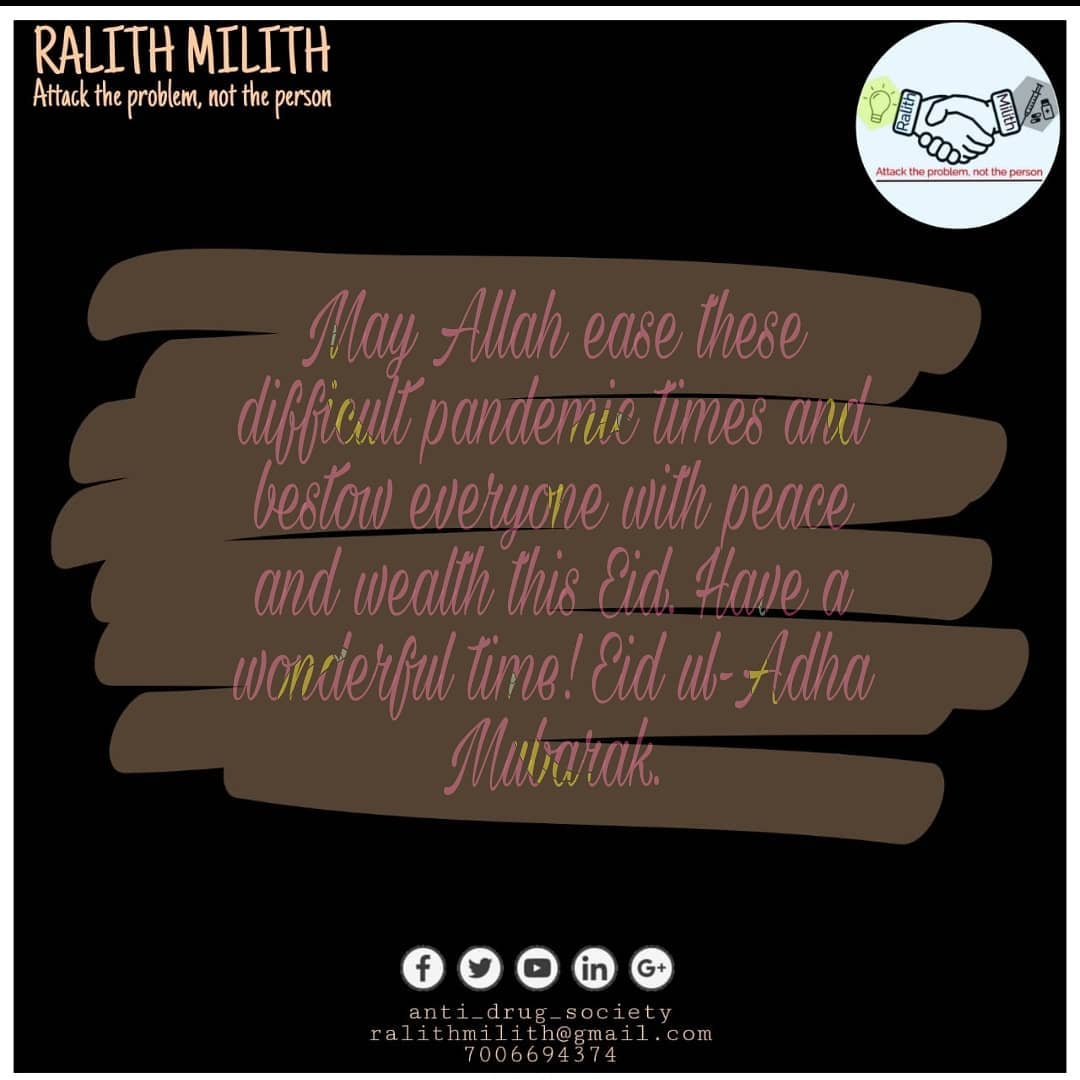 RALITH MILITH
Attack the problem, not the person
Ralith
Milith
Attack the problem, not the person
May Allah ease these
difficult pandemic times and
bestow everyone with peace
and wealth this Eid. Have a
wonderful time! Eid ul-Adha
Mubarak.
f
in
G+
anti_drug_society
ralithmilith@gmail.com
7006694374